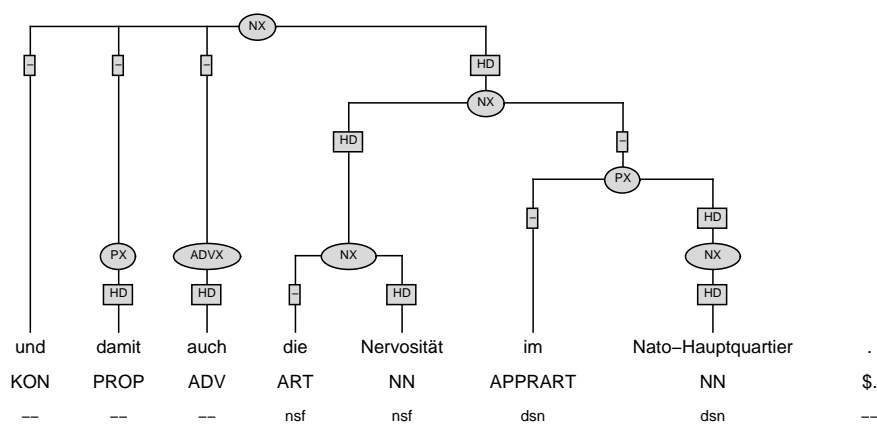 NX
– – – HD
NX
HD –
PX
– HD
PX ADVX NX NX
HD HD – HD HD
und damit auch die Nervosität im Nato−Hauptquartier .
KON PROP ADV ART NN APPRART NN $.
−− −− −− nsf nsf dsn dsn −−